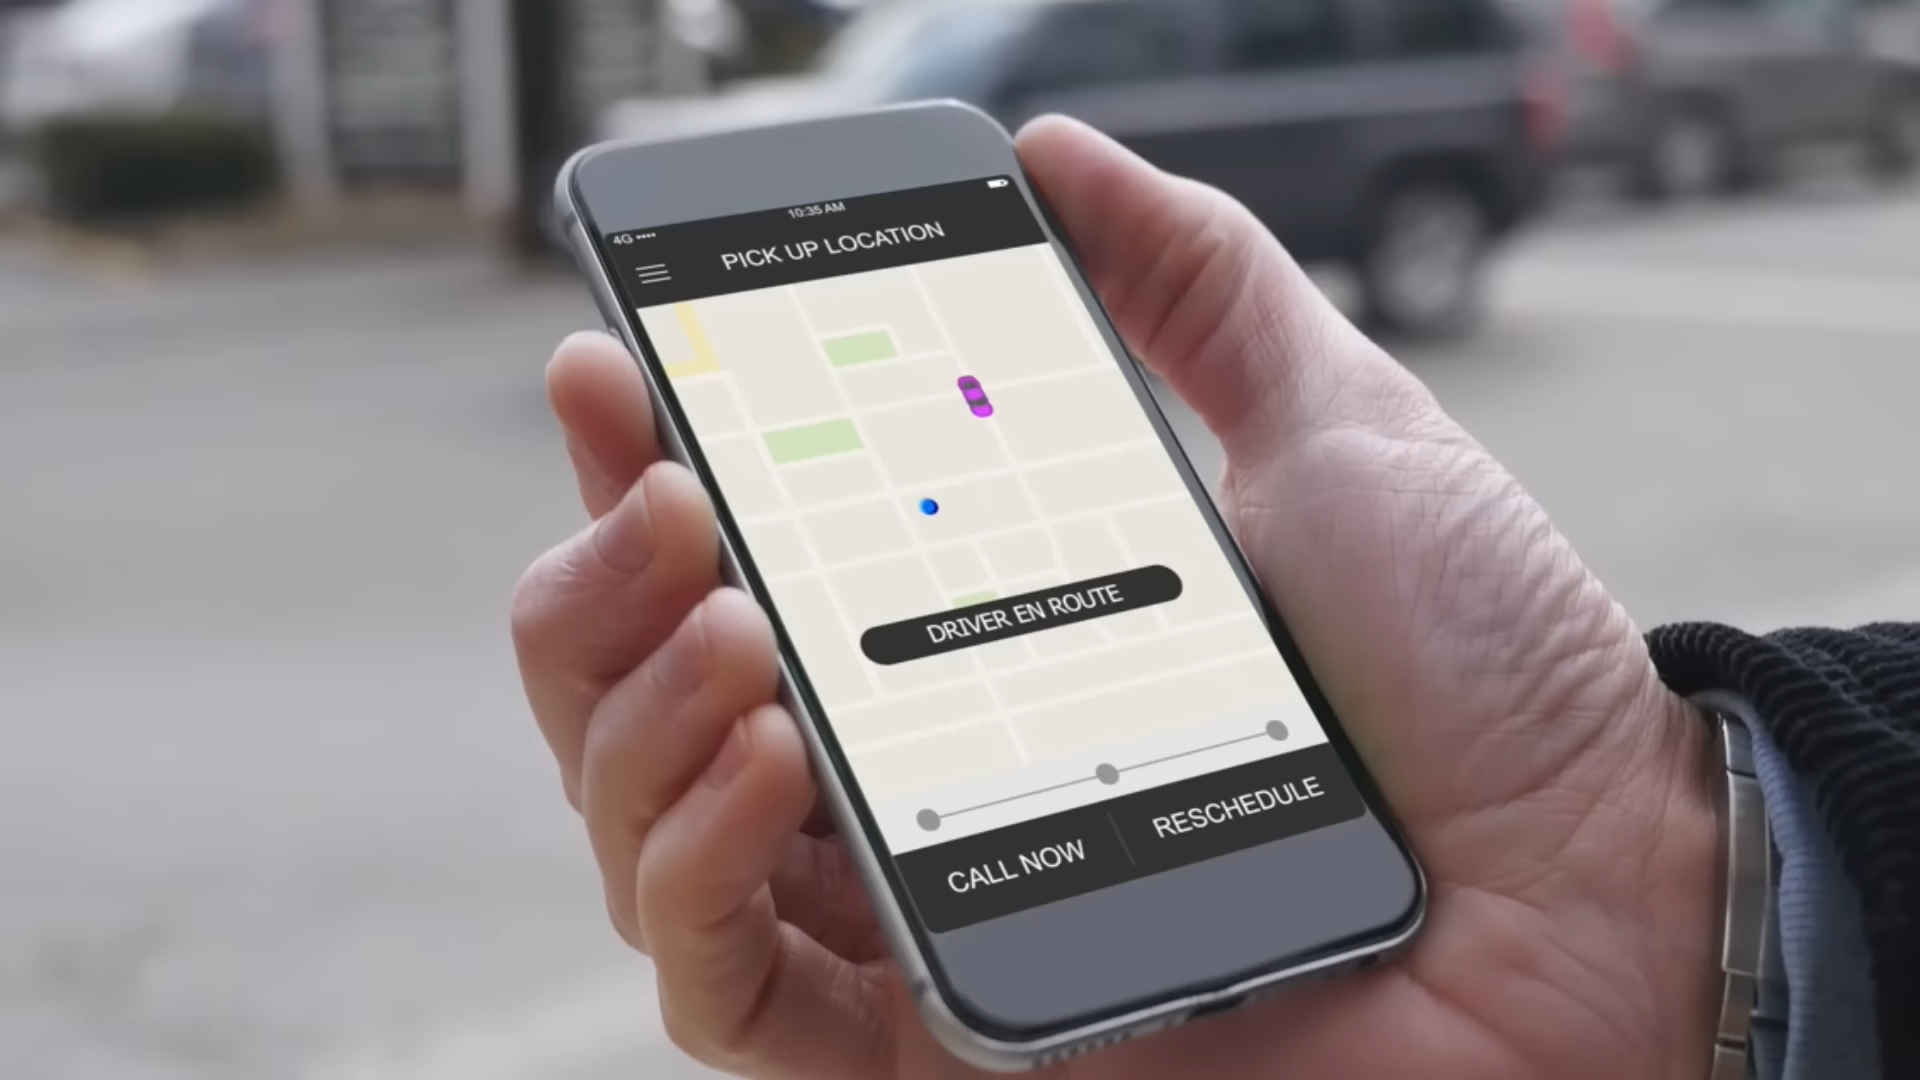 4G
10:35 AM
PICK UP LOCATION
DRIVER EN ROUTE
CALL NOW
RESCHEDULE